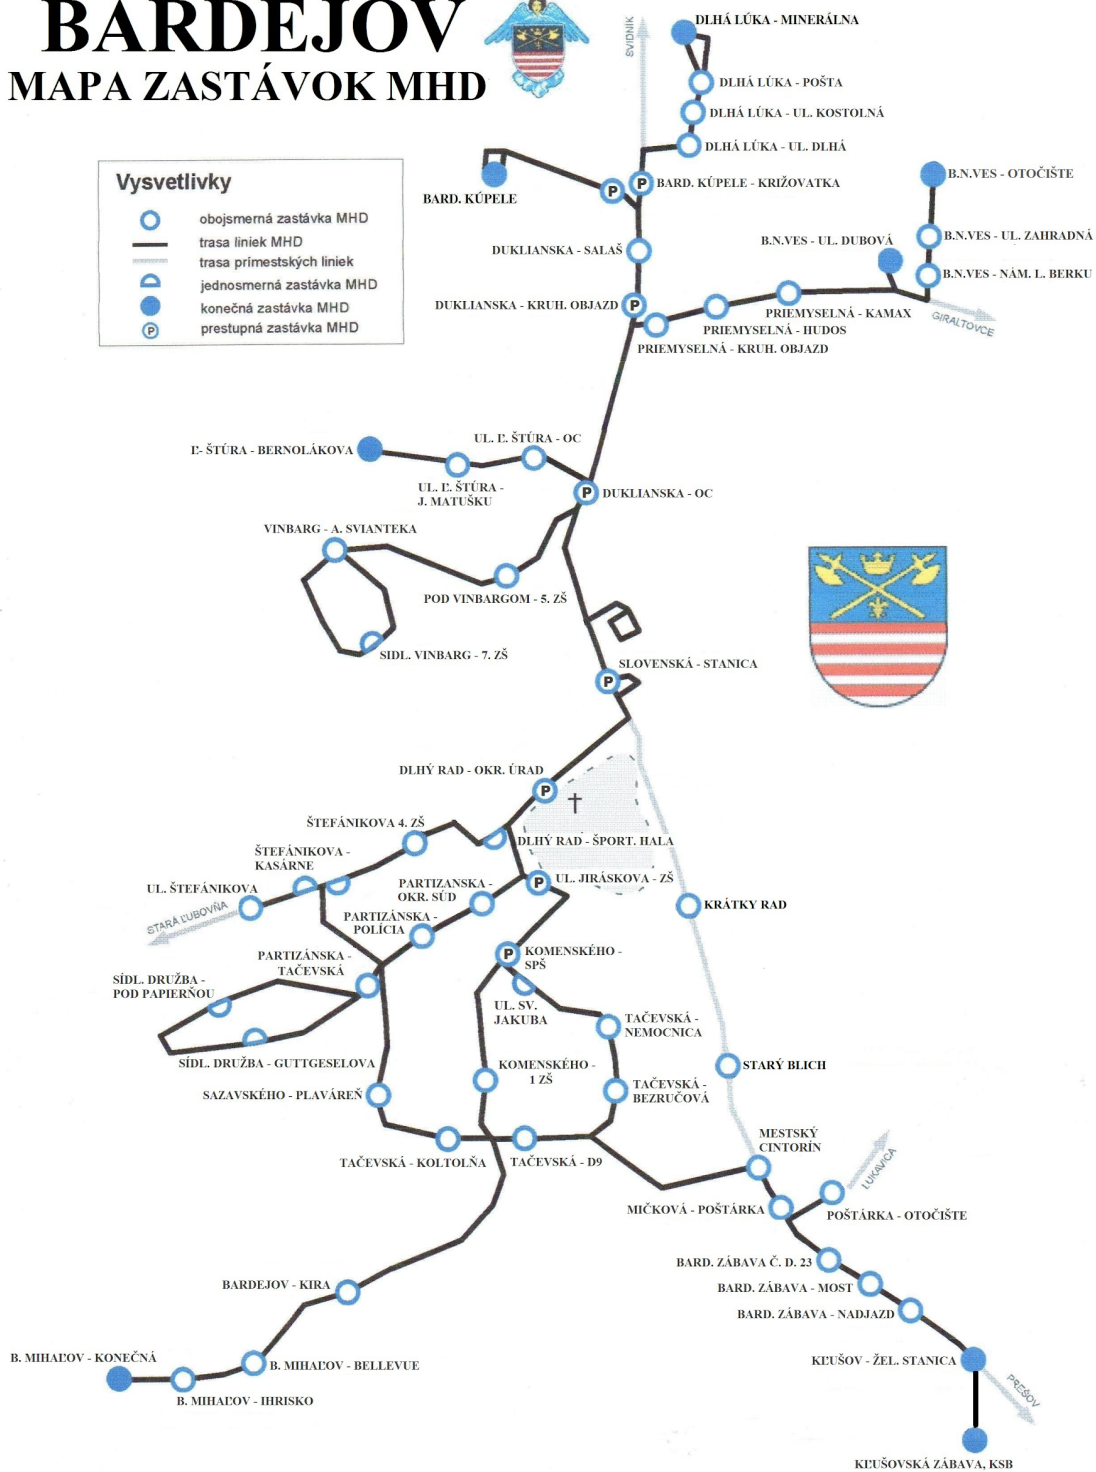 BARDEJOV
MAPA ZASTÁVOK MHD
Vysvetlivky
obojsmerná zastávka MHD
trasa liniek MHD
trasa prímestských liniek
jednosmerná zastávka MHD
konečná zastávka MHD
P
prestupná zastávka MHD
SVIDNÍK
DLHÁ LÚKA - MINERÁLNA
DLHÁ LÚKA - POŠTA
DLHÁ LÚKA - UL. KOSTOLNÁ
DLHÁ LÚKA - UL. DLHÁ
BARD. KÚPELE
P
P
BARD. KÚPELE - KRIŽOVATKA
B.N.VES - OTOČIŠTE
B.N.VES - UL. ZAHRADNÁ
B.N.VES - UL. DUBOVÁ
B.N.VES - NÁM. L. BERKU
DUKLIANSKA - SALAŠ
DUKLIANSKA - KRUH. OBJAZD
P
PRIEMYSELNÁ - KAMAX
PRIEMYSELNÁ - HUDOS
PRIEMYSELNÁ - KRUH. OBJAZD
GIRALTOVCE
Ľ- ŠTÚRA - BERNOLÁKOVA
UL. Ľ. ŠTÚRA - OC
UL. Ľ. ŠTÚRA -
J. MATUŠKU
P
DUKLIANSKA - OC
VINBARG - A. SVIANTEKA
POD VINBARGOM - 5. ZŠ
SIDL. VINBARG - 7. ZŠ
SLOVENSKÁ - STANICA
P
DLHÝ RAD - OKR. ÚRAD
P
ŠTEFÁNIKOVA 4. ZŠ
DLHÝ RAD - ŠPORT. HALA
ŠTEFÁNIKOVA -
KASÁRNE
UL. ŠTEFÁNIKOVA
STARÁ ĽUBOVŇA
PARTIZANSKA -
OKR. SÚD
P
UL. JIRÁSKOVA - ZŠ
PARTIZÁNSKA -
POLÍCIA
KRÁTKY RAD
PARTIZÁNSKA -
TAČEVSKÁ
P
KOMENSKÉHO -
SPŠ
SÍDL. DRUŽBA -
POD PAPIERŇOU
UL. SV.
JAKUBA
TAČEVSKÁ -
NEMOCNICA
SÍDL. DRUŽBA - GUTTGESELOVA
KOMENSKÉHO -
1 ZŠ
STARÝ BLICH
SAZAVSKÉHO - PLAVÁREŇ
TAČEVSKÁ -
BEZRUČOVÁ
MESTSKÝ
CINTORÍN
TAČEVSKÁ - KOLTOLŇA
TAČEVSKÁ - D9
LUKAVICA
MIČKOVÁ - POŠTÁRKA
POŠTÁRKA - OTOČIŠTE
BARD. ZÁBAVA Č. D. 23
BARDEJOV - KIRA
BARD. ZÁBAVA - MOST
BARD. ZÁBAVA - NADJAZD
B. MIHAĽOV - KONEČNÁ
B. MIHAĽOV - BELLEVUE
KĽUŠOV - ŽEL. STANICA
B. MIHAĽOV - IHRISKO
PREŠOV
KĽUŠOVSKÁ ZÁBAVA, KSB